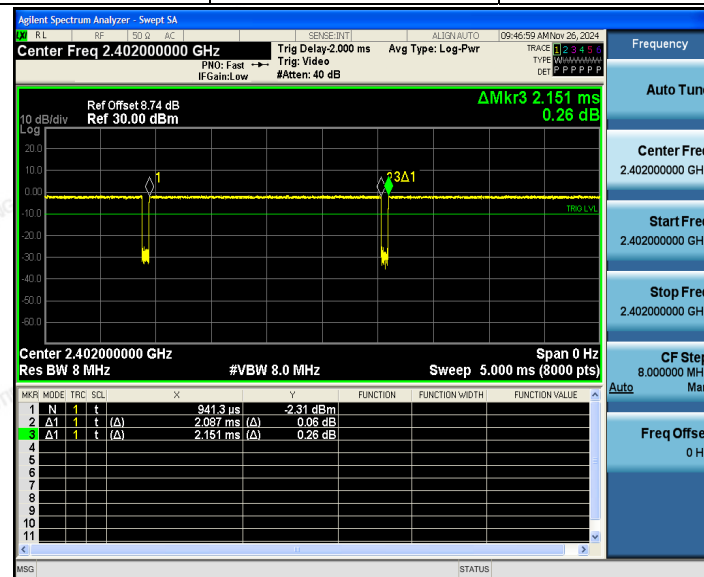 Agilent Spectrum Analyzer - Swept SA
RL RF 50 Ω AC SENSE:INT ALIGN AUTO 09:46:59 AM Nov 26, 2024
Center Freq 2.402000000 GHz
PNO: Fast
IFGain:Low
Trig Delay-2.000 ms
Trig: Video
#Atten: 40 dB
Avg Type: Log-Pwr
TRACE 1 2 3 4 5 6
TYPE
DET P P P P P P
Frequency
ΔMkr3 2.151 ms
0.26 dB
Ref Offset 8.74 dB
10 dB/div Ref 30.00 dBm
Log
20.0
10.0
0.00
-10.0
-20.0
-30.0
-40.0
-50.0
-60.0
1
3Δ1
TRIG LVL
Center 2.402000000 GHz Span 0 Hz
Res BW 8 MHz #VBW 8.0 MHz Sweep 5.000 ms (8000 pts)
MKR MODE TRC SCL X Y FUNCTION FUNCTION WIDTH FUNCTION VALUE
1 N 1 t 941.3 µs -2.31 dBm
2 Δ1 1 t (Δ) 2.087 ms (Δ) 0.06 dB
3 Δ1 1 t (Δ) 2.151 ms (Δ) 0.26 dB
4
5
6
7
8
9
10
11
MSG STATUS
Auto Tun
Center Fre
2.402000000 GH
Start Fre
2.402000000 GH
Stop Fre
2.402000000 GH
CF Step
8.000000 MH
Auto Ma
Freq Offse
0 H